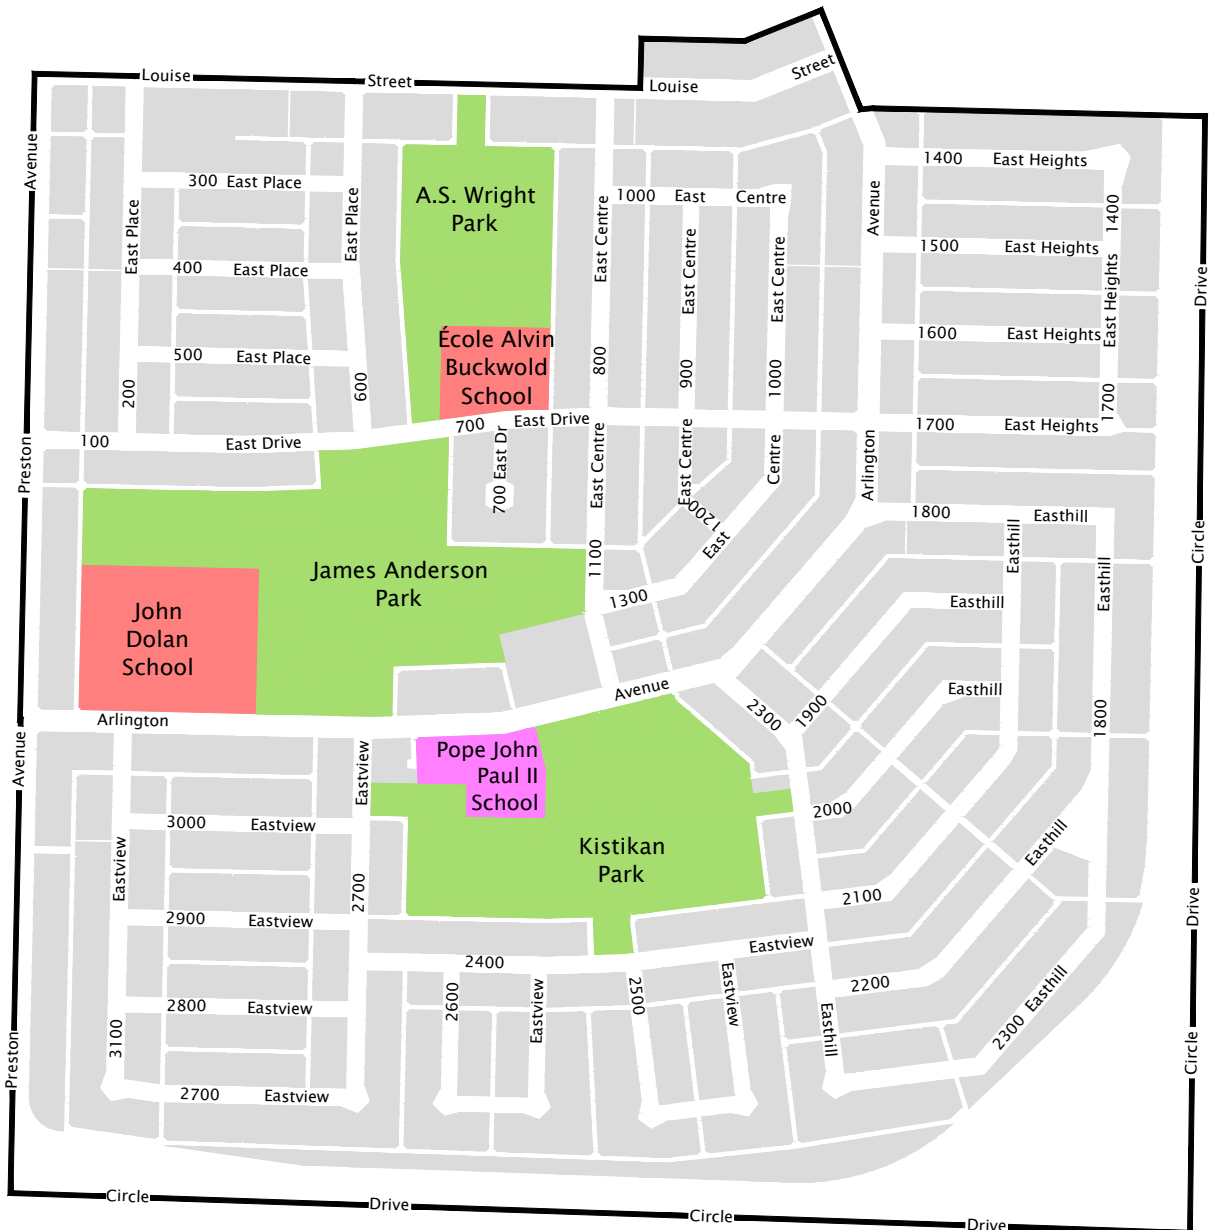 Louise
Street
Louise
Street
Avenue
1400 East Heights
300 East Place
A.S. Wright
Park
1000 East Centre
1400
East Place
East Place
East Centre
East Centre
East Centre
Avenue
1500 East Heights
400 East Place
East Heights
Drive
École Alvin
Buckwold
School
500 East Place
1600 East Heights
200
600
800
900
1000
1700
100 East Drive
700 East Drive
1700 East Heights
Preston
700 East Dr
East Centre
East Centre
Centre
Arlington
1200
East
1800 Easthill
Easthill
Easthill
Circle
James Anderson
Park
1100
1300
Easthill
John
Dolan
School
Avenue
Easthill
Arlington
2300
1900
1800
Avenue
Eastview
Pope John
Paul II
School
2000
3000 Eastview
Eastview
Kistikan
Park
Easthill
2700
2100
Drive
2900 Eastview
2400
Eastview
2200
2600
Eastview
2500
Eastview
2800 Eastview
3100
Easthill
2300 Easthill
Preston
Circle
2700 Eastview
Circle
Drive
Circle
Drive